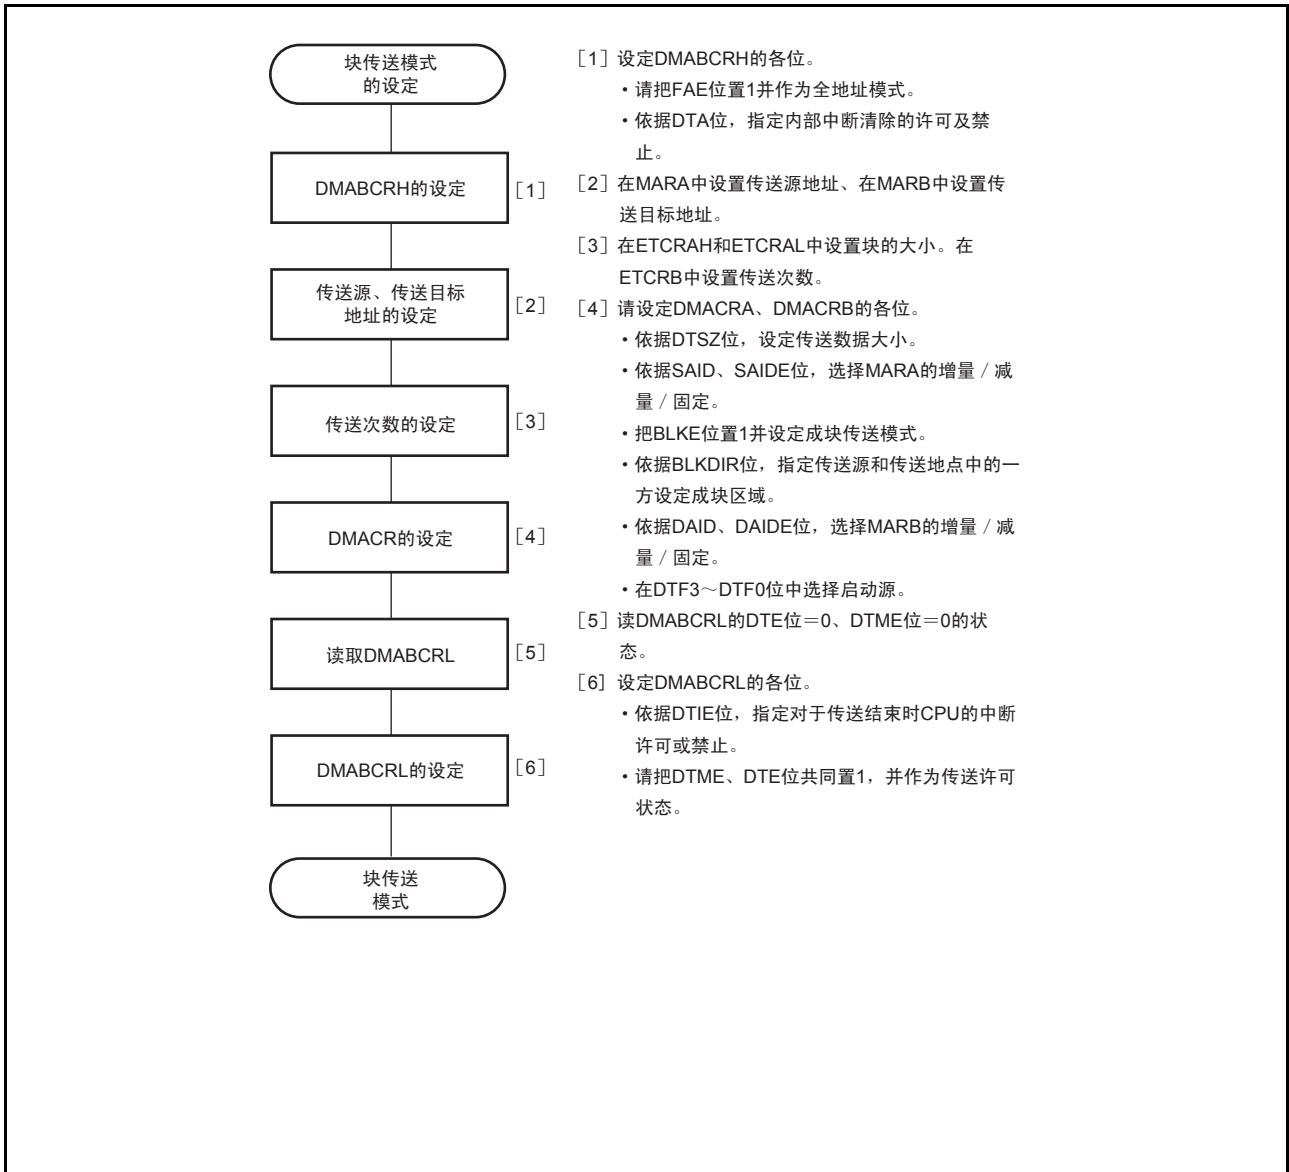 块传送模式
的设定
DMABCRH的设定
[1]
传送源、传送目标
地址的设定
[2]
传送次数的设定
[3]
DMACR的设定
[4]
读取DMABCRL
[5]
DMABCRL的设定
[6]
块传送
模式
[1] 设定DMABCRH的各位。
・请把FAE位置1并作为全地址模式。
・依据DTA位，指定内部中断清除的许可及禁
止。
[2] 在MARA中设置传送源地址、在MARB中设置传
送目标地址。
[3] 在ETCRAH和ETCRAL中设置块的大小。在
ETCRB中设置传送次数。
[4] 请设定DMACRA、DMACRB的各位。
・依据DTSZ位，设定传送数据大小。
・依据SAID、SAIDE位，选择MARA的增量／减
量／固定。
・把BLKE位置1并设定成块传送模式。
・依据BLKDIR位，指定传送源和传送地点中的一
方设定成块区域。
・依据DAID、DAIDE位，选择MARB的增量／减
量／固定。
・在DTF3～DTF0位中选择启动源。
[5] 读DMABCRL的DTE位＝0、DTME位＝0的状
态。
[6] 设定DMABCRL的各位。
・依据DTIE位，指定对于传送结束时CPU的中断
许可或禁止。
・请把DTME、DTE位共同置1，并作为传送许可
状态。